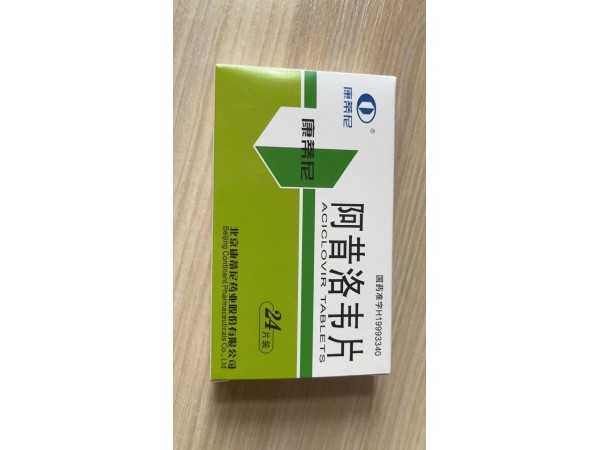 康蒂尼
®
康蒂尼
国药准字H19993340
阿昔洛韦片
ACICLOVIR TABLETS
24片装
北京康蒂尼药业股份有限公司
Beijing Continent Pharmaceuticals Co., Ltd